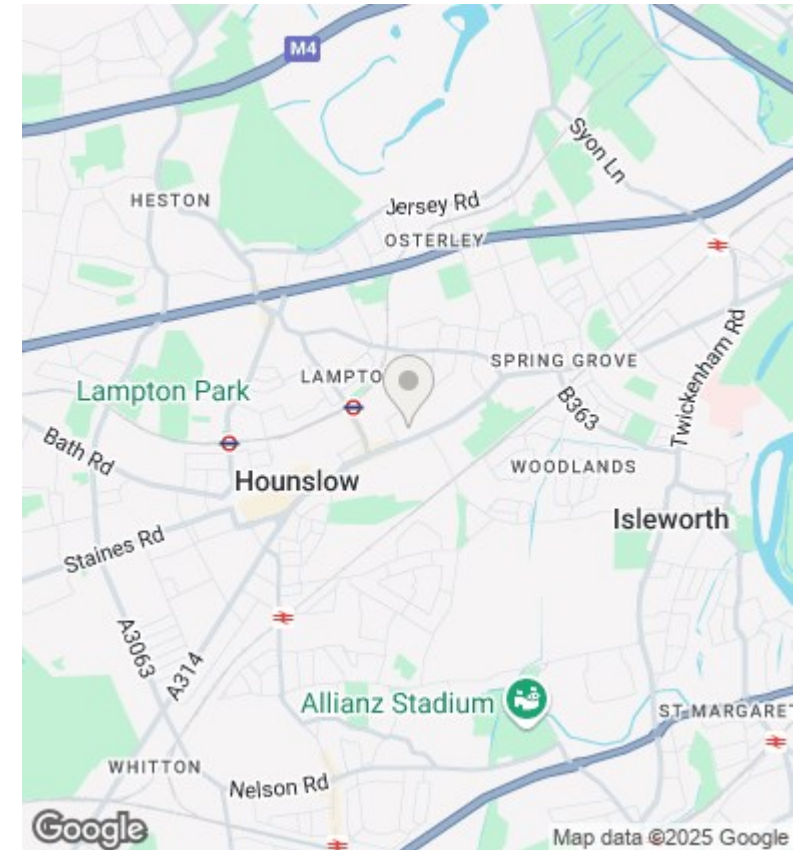 M4
Syon Ln
HESTON
Jersey Rd
OSTERLEY
Twickenham Rd
SPRING GROVE
LAMPTO
Lampton Park
B363
Bath Rd
WOODLANDS
Hounslow
Isleworth
Staines Rd
A3063
A314
Allianz Stadium
ST MARGARET
WHITTON
Nelson Rd
Google
Map data ©2025 Google